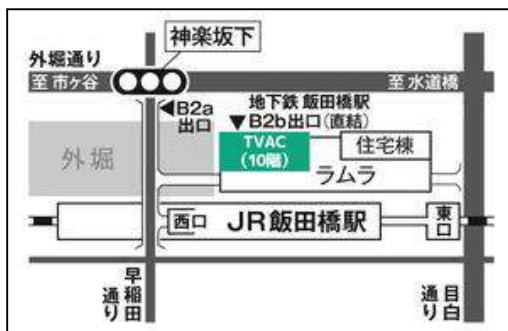 神楽坂下
外堀通り
至 市ヶ谷
至 水道橋
◀B2a
出口
地下鉄 飯田橋駅
▼B2b出口(直結)
TVAC
(10階)
住宅棟
外堀
ラムラ
西口
JR飯田橋駅
東口
早稲田通り
目白通り